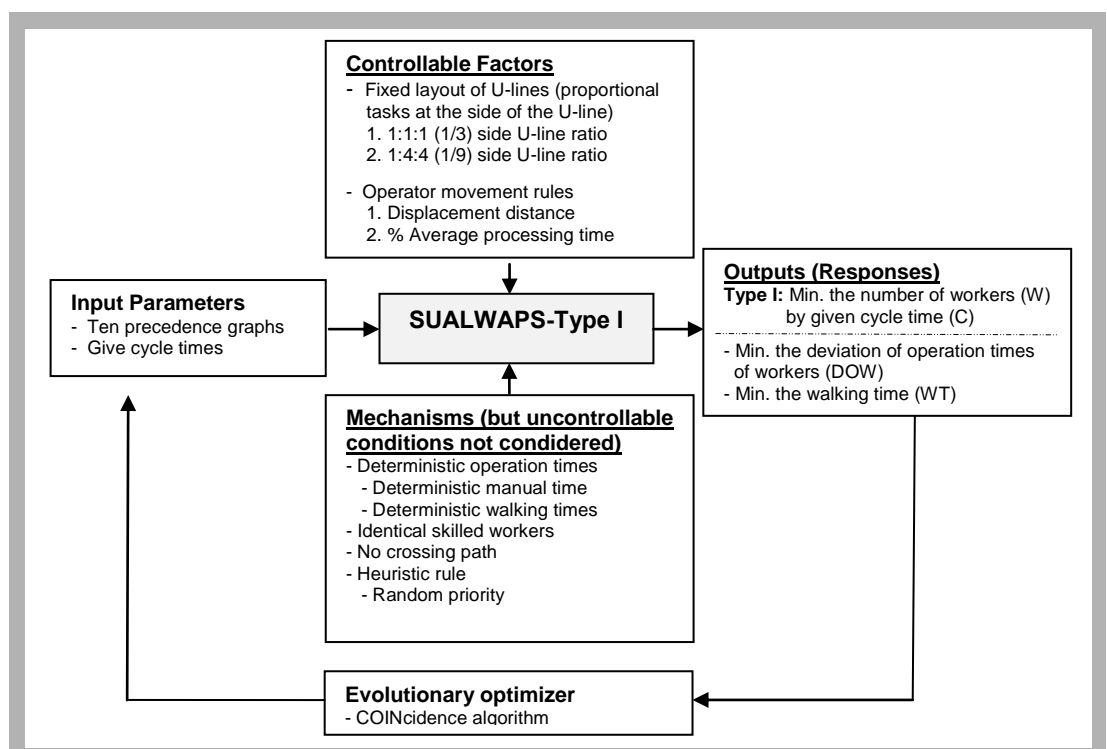 Controllable Factors
- Fixed layout of U-lines (proportional
tasks at the side of the U-line)
1. 1:1:1 (1/3) side U-line ratio
2. 1:4:4 (1/9) side U-line ratio
- Operator movement rules
1. Displacement distance
2. % Average processing time
Input Parameters
- Ten precedence graphs
- Give cycle times
SUALWAPS-Type I
Outputs (Responses)
Type I: Min. the number of workers (W)
by given cycle time (C)
- Min. the deviation of operation times
of workers (DOW)
- Min. the walking time (WT)
Mechanisms (but uncontrollable
conditions not condidered)
- Deterministic operation times
- Deterministic manual time
- Deterministic walking times
- Identical skilled workers
- No crossing path
- Heuristic rule
- Random priority
Evolutionary optimizer
- COINcidence algorithm